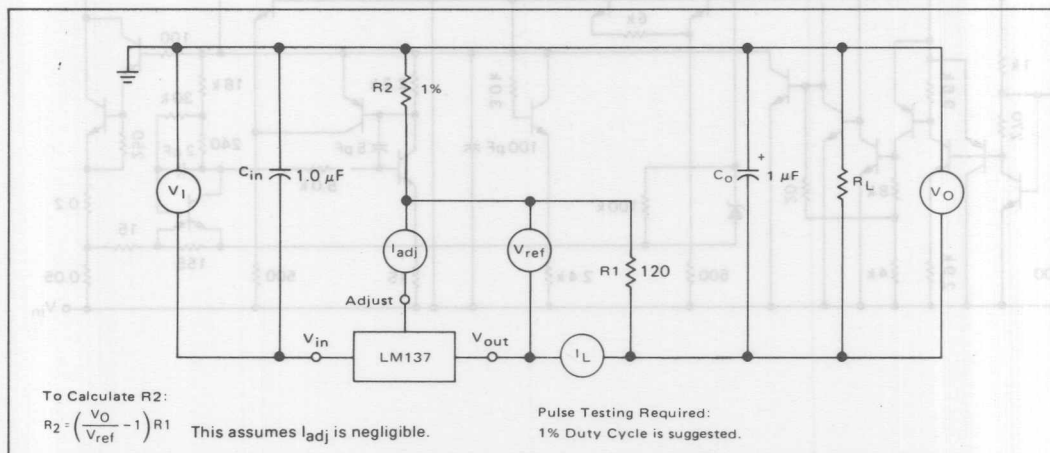 R2 1%
Cin 1.0 μF
CO + 1 μF
RL
VI
VO
Iadj
Vref
R1 120
Adjust
Vin
LM137
Vout
IL
To Calculate R2:
R2 = (VO/Vref - 1) R1
This assumes Iadj is negligible.
Pulse Testing Required:
1% Duty Cycle is suggested.